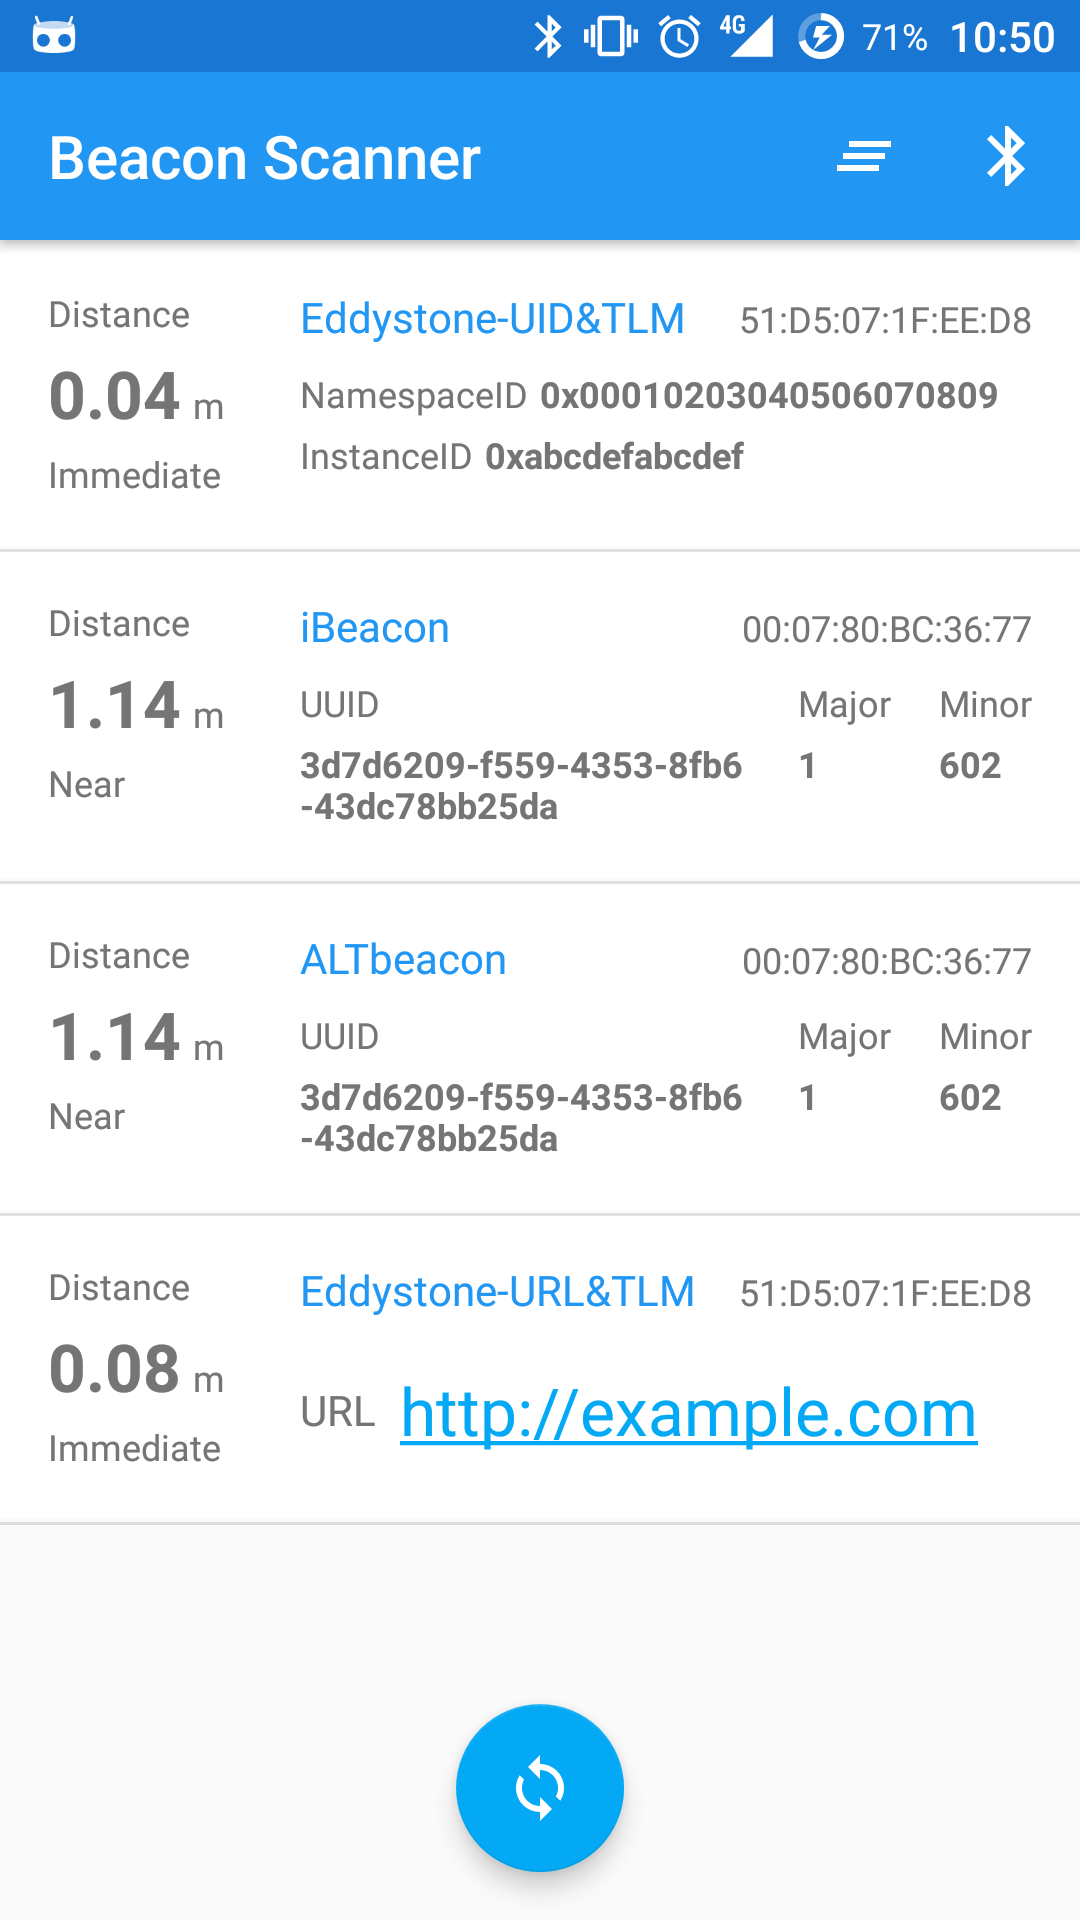 4G 71% 10:50
Beacon Scanner
Distance Eddystone-UID&TLM 51:D5:07:1F:EE:D8
0.04 m NamespaceID 0x00010203040506070809
InstanceID 0xabcdefabcdef
Immediate
Distance iBeacon 00:07:80:BC:36:77
1.14 m UUID Major Minor
Near 3d7d6209-f559-4353-8fb6 1 602
-43dc78bb25da
Distance ALTbeacon 00:07:80:BC:36:77
1.14 m UUID Major Minor
Near 3d7d6209-f559-4353-8fb6 1 602
-43dc78bb25da
Distance Eddystone-URL&TLM 51:D5:07:1F:EE:D8
0.08 m URL http://example.com
Immediate